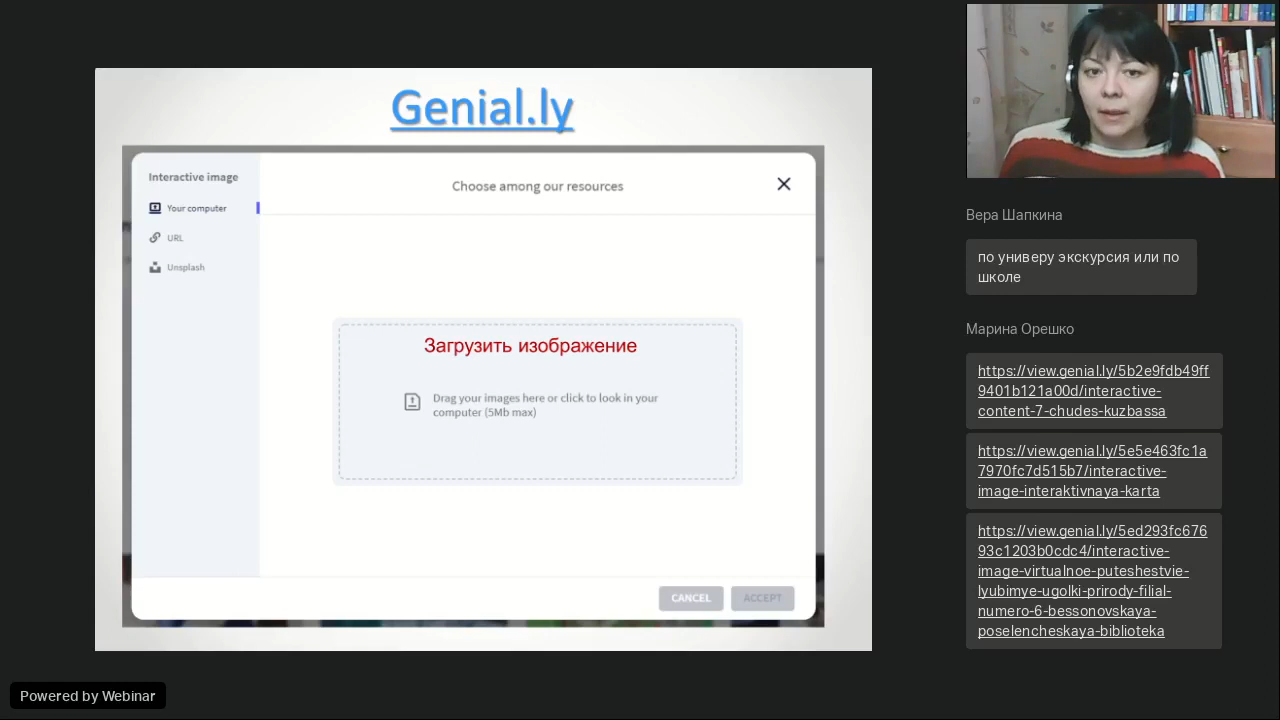 Genial.ly
Interactive image
Your computer
URL
Unsplash
Choose among our resources
Загрузить изображение
Drag your images here or click to look in your
computer (5Mb max)
CANCEL
ACCEPT
Вера Шапкина
по универу экскурсия или по
школе
Марина Орешко
https://view.genial.ly/5b2e9fdb49ff
9401b121a00d/interactive-
content-7-chudes-kuzbassa
https://view.genial.ly/5e5e463fc1a
7970fc7d515b7/interactive-
image-interaktivnaya-karta
https://view.genial.ly/5ed293fc676
93c1203b0cdc4/interactive-
image-virtualnoe-puteshestvie-
lyubimye-ugolki-prirody-filial-
numero-6-bessonovskaya-
poselencheskaya-biblioteka
Powered by Webinar